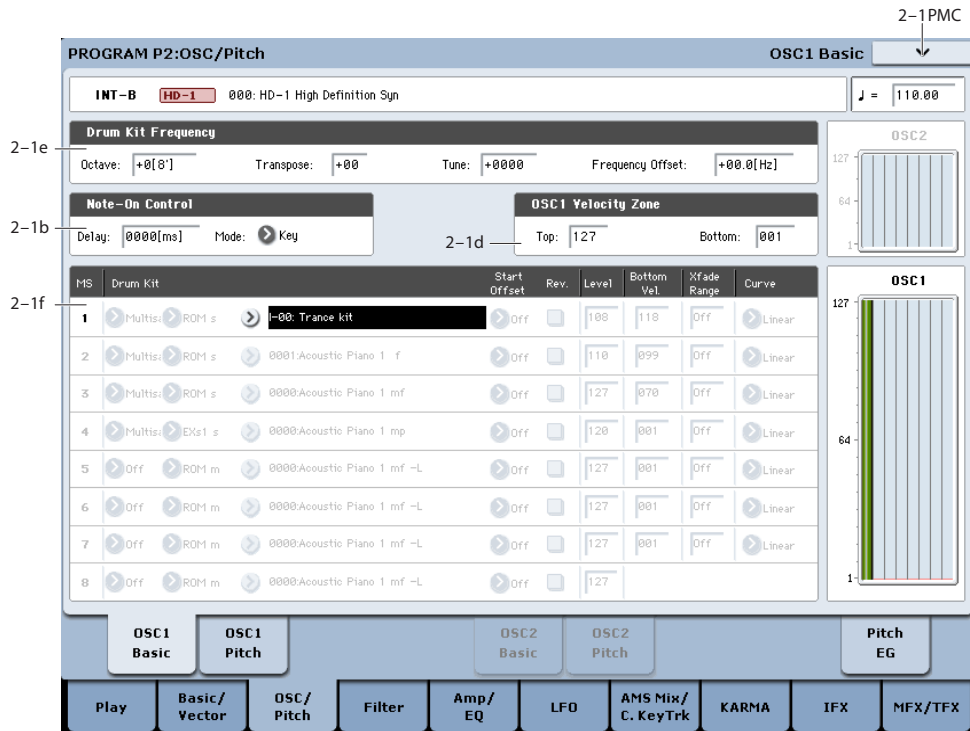 2-1PMC
PROGRAM P2:OSC/Pitch OSC1 Basic
INT-B HD-1 000: HD-1 High Definition Syn ♩ = 110.00
Drum Kit Frequency
2-1e
Octave: +0[8'] Transpose: +00 Tune: +0000 Frequency Offset: +00.0[Hz]
OSC2
127
64
1
Note-On Control
2-1b
Delay: 0000[ms] Mode: Key
OSC1 Velocity Zone
2-1d
Top: 127 Bottom: 001
MS Drum Kit Start Offset Rev. Level Bottom Vel. Xfade Range Curve
2-1f
1 Multis ROM s I-00: Trance kit Off 108 118 Off Linear
2 Multis ROM s 0001:Acoustic Piano 1 f Off 110 099 Off Linear
3 Multis ROM s 0000:Acoustic Piano 1 mf Off 127 070 Off Linear
4 Multis EXs1 s 0000:Acoustic Piano 1 mp Off 120 001 Off Linear
5 Off ROM m 0000:Acoustic Piano 1 mf -L Off 127 001 Off Linear
6 Off ROM m 0000:Acoustic Piano 1 mf -L Off 127 001 Off Linear
7 Off ROM m 0000:Acoustic Piano 1 mf -L Off 127 001 Off Linear
8 Off ROM m 0000:Acoustic Piano 1 mf -L Off 127
OSC1
127
64
1
OSC1 Basic
OSC1 Pitch
OSC2 Basic
OSC2 Pitch
Pitch EG
Play
Basic/ Vector
OSC/ Pitch
Filter
Amp/ EQ
LFO
AMS Mix/ C. KeyTrk
KARMA
IFX
MFX/TFX